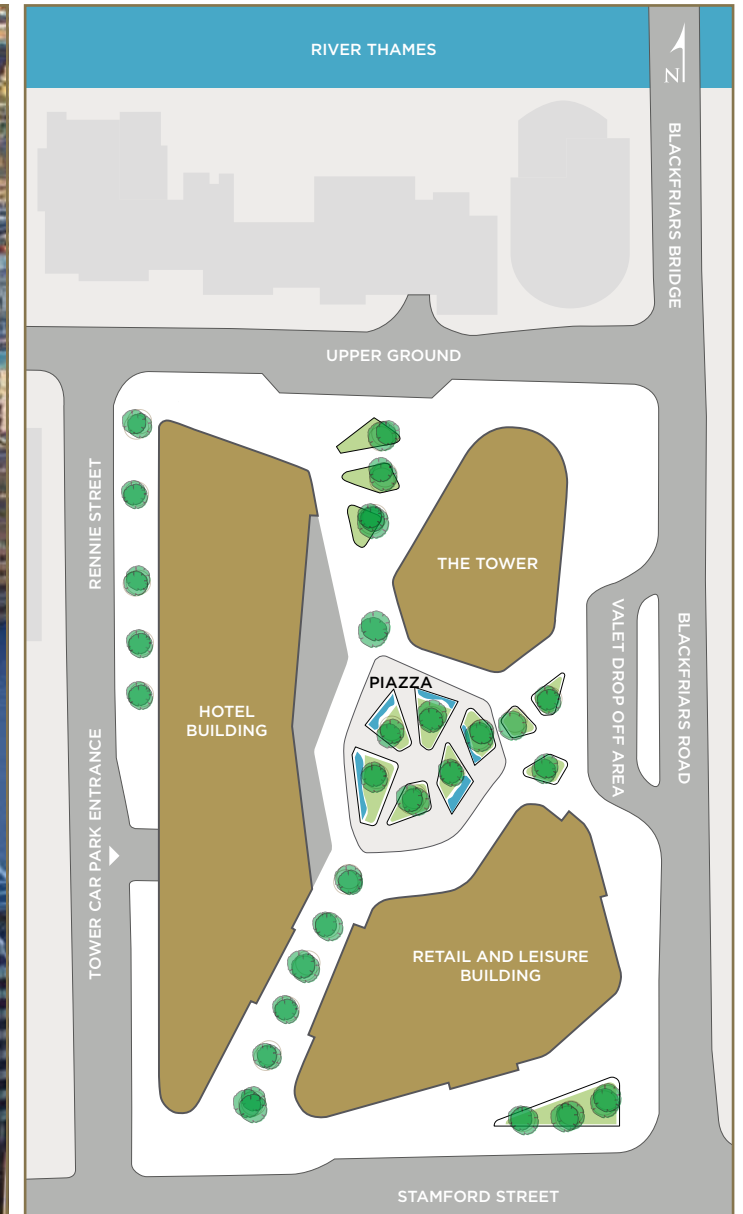 RIVER THAMES
N
BLACKFRIARS BRIDGE
UPPER GROUND
RENNIE STREET
THE TOWER
VALET DROP OFF AREA
BLACKFRIARS ROAD
PIAZZA
HOTEL
BUILDING
TOWER CAR PARK ENTRANCE
RETAIL AND LEISURE
BUILDING
STAMFORD STREET